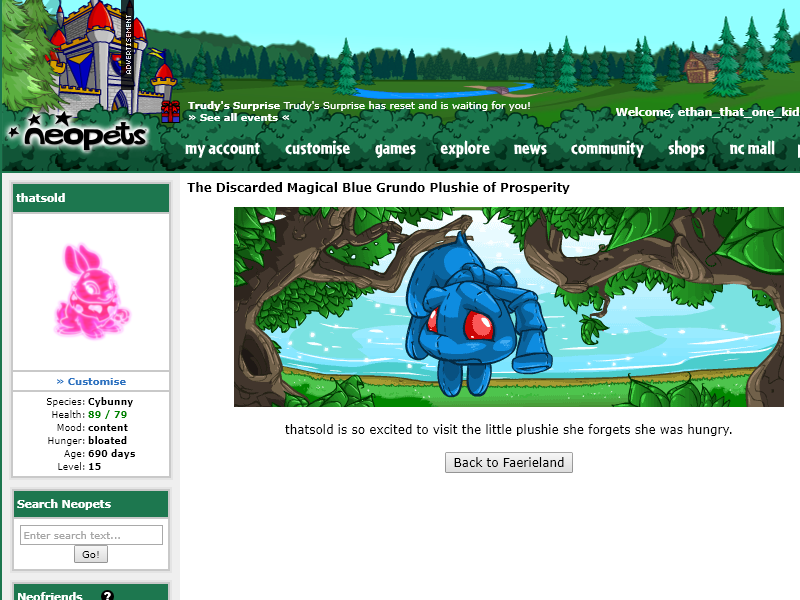 ADVERTISEMENT
Trudy's Surprise Trudy's Surprise has reset and is waiting for you!
» See all events «
Welcome, ethan_that_one_kid
neopets
my account customise games explore news community shops nc mall
thatsold
» Customise
Species: Cybunny
Health: 89 / 79
Mood: content
Hunger: bloated
Age: 690 days
Level: 15
Search Neopets
Enter search text...
Go!
Neofriends ?
The Discarded Magical Blue Grundo Plushie of Prosperity
thatsold is so excited to visit the little plushie she forgets she was hungry.
Back to Faerieland